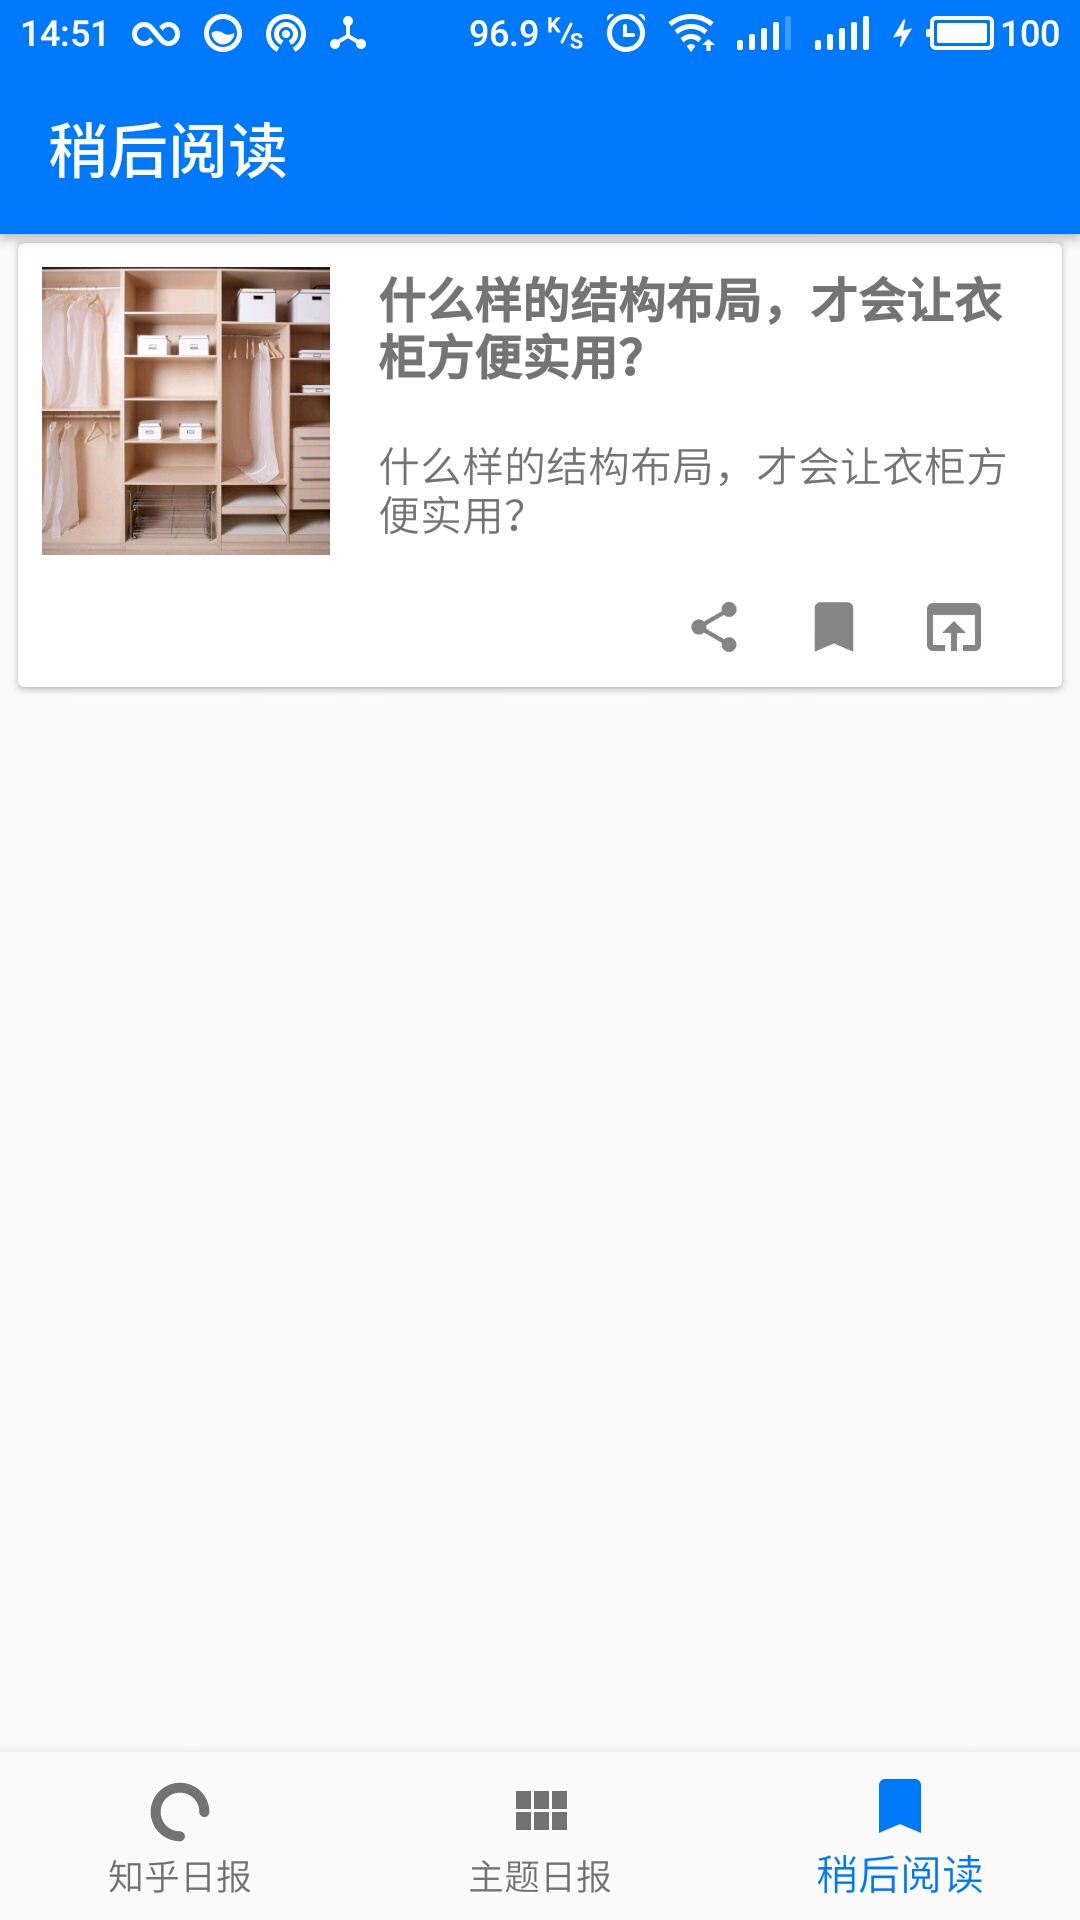 14:51 96.9 K/s 100
稍后阅读
什么样的结构布局，才会让衣
柜方便实用？
什么样的结构布局，才会让衣柜方
便实用？
知乎日报 主题日报 稍后阅读